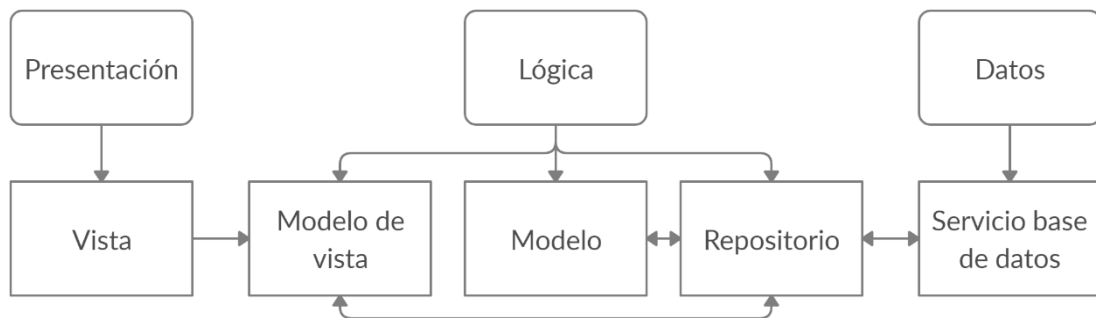 Presentación
Lógica
Datos
Vista
Modelo de
vista
Modelo
Repositorio
Servicio base
de datos